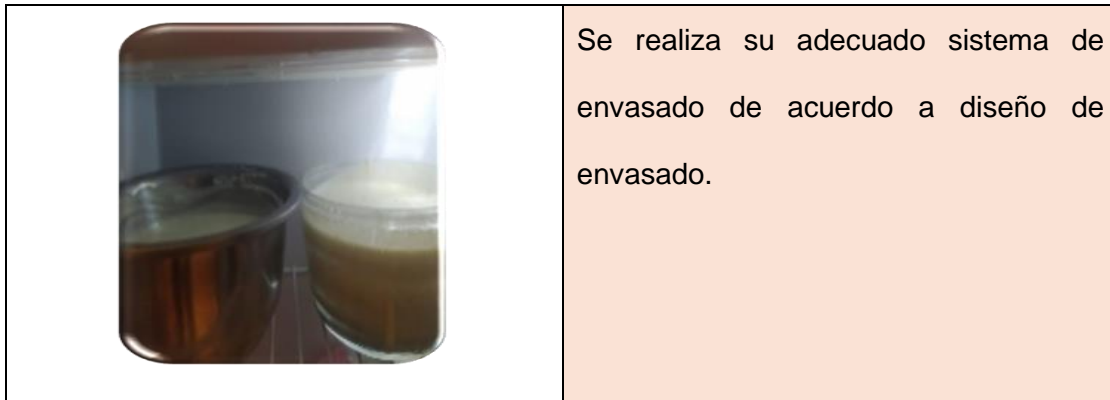 Se realiza su adecuado sistema de
envasado de acuerdo a diseño de
envasado.